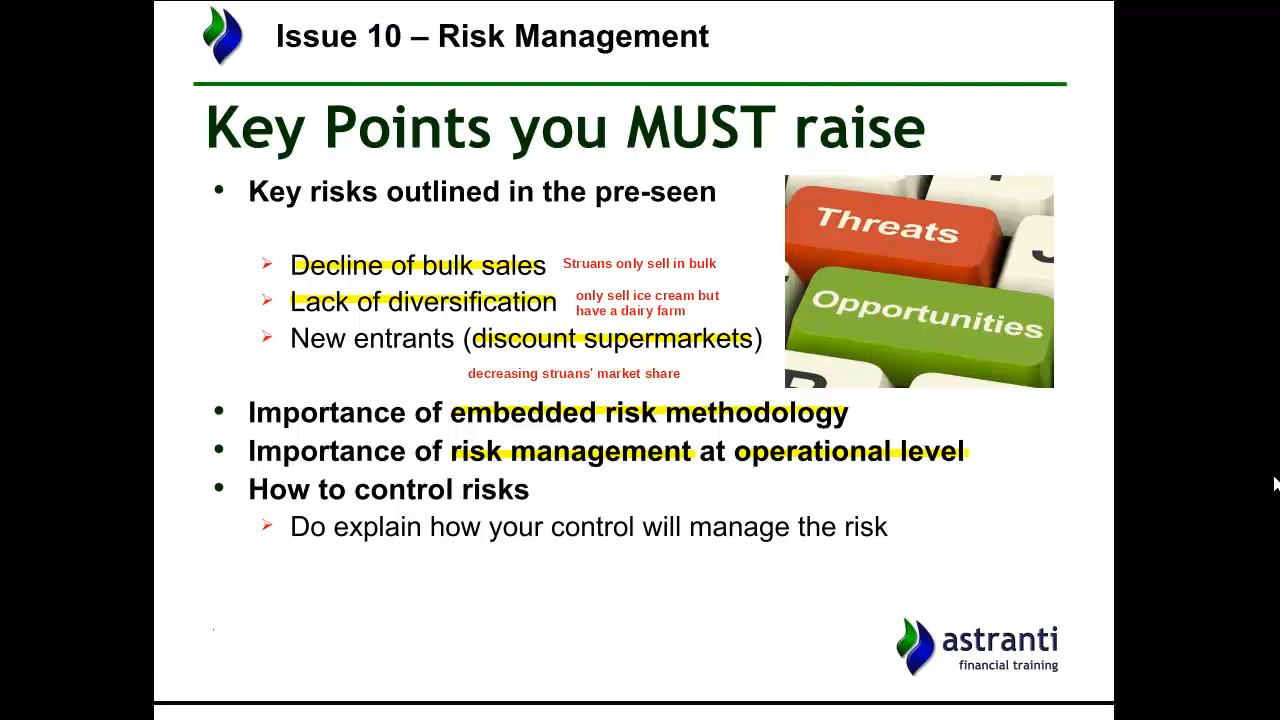 Issue 10 – Risk Management
Key Points you MUST raise
• Key risks outlined in the pre-seen
Threats
Opportunities
➢ Decline of bulk sales Struans only sell in bulk
➢ Lack of diversification only sell ice cream but
have a dairy farm
➢ New entrants (discount supermarkets)
decreasing struans' market share
• Importance of embedded risk methodology
• Importance of risk management at operational level
• How to control risks
➢ Do explain how your control will manage the risk
astranti
financial training